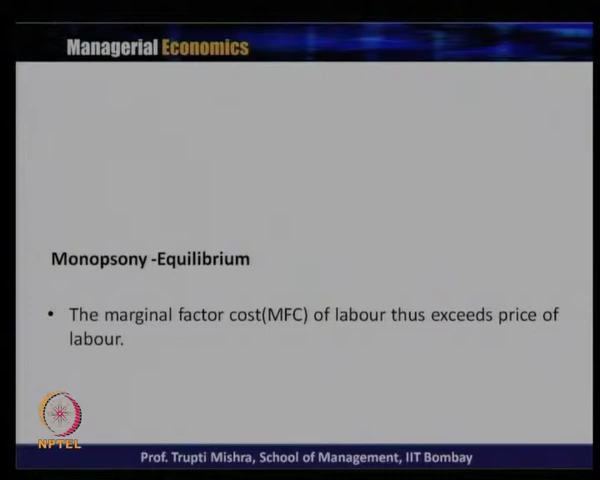 Managerial Economics
Monopsony -Equilibrium
• The marginal factor cost(MFC) of labour thus exceeds price of
labour.
NPTEL
Prof. Trupti Mishra, School of Management, IIT Bombay